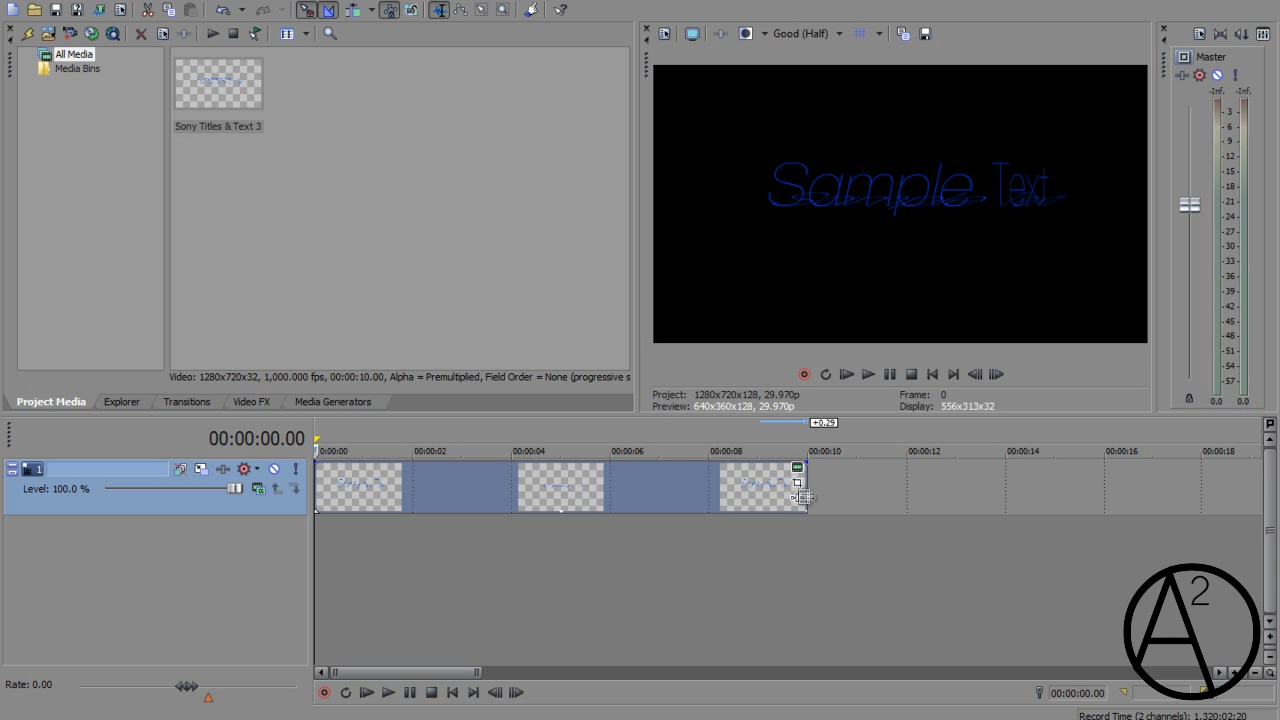 Good (Half)
All Media
Media Bins
Sony Titles & Text 3
Sample Text
Master
-Inf.
-Inf.
3
6
9
12
15
18
21
24
27
30
33
36
39
42
45
48
51
54
57
0.0
0.0
Video: 1280x720x32, 1,000.000 fps, 00:00:10.00, Alpha = Premultiplied, Field Order = None (progressive s
Project Media
Explorer
Transitions
Video FX
Media Generators
Project: 1280x720x128, 29.970p
Frame: 0
Preview: 640x360x128, 29.970p
Display: 556x313x32
+0.29
00:00:00.00
0:00:00
00:00:02
00:00:04
00:00:06
00:00:08
00:00:10
00:00:12
00:00:14
00:00:16
00:00:18
1
Level: 100.0 %
A2
Rate: 0.00
00:00:00.00
Record Time (2 channels): 1,320:02:20